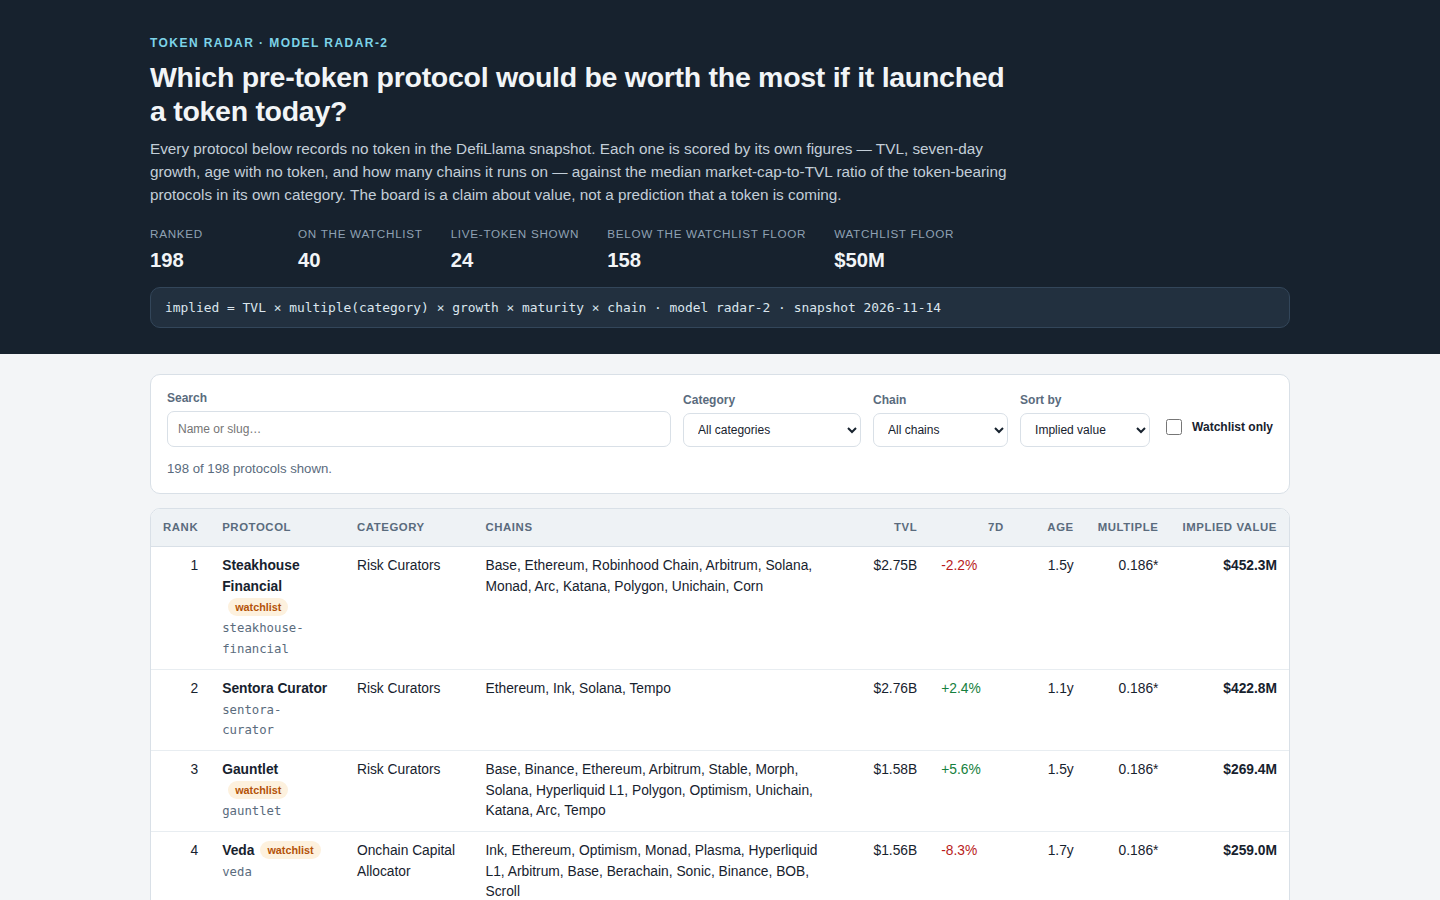 TOKEN RADAR · MODEL RADAR-2
Which pre-token protocol would be worth the most if it launched
a token today?
Every protocol below records no token in the DefiLlama snapshot. Each one is scored by its own figures — TVL, seven-day
growth, age with no token, and how many chains it runs on — against the median market-cap-to-TVL ratio of the token-bearing
protocols in its own category. The board is a claim about value, not a prediction that a token is coming.
RANKED ON THE WATCHLIST LIVE-TOKEN SHOWN BELOW THE WATCHLIST FLOOR WATCHLIST FLOOR
198 40 24 158 $50M
implied = TVL × multiple(category) × growth × maturity × chain · model radar-2 · snapshot 2026-11-14
Search Category Chain Sort by
Name or slug… All categories All chains Implied value Watchlist only
198 of 198 protocols shown.
RANK PROTOCOL CATEGORY CHAINS TVL 7D AGE MULTIPLE IMPLIED VALUE
1 Steakhouse Risk Curators Base, Ethereum, Robinhood Chain, Arbitrum, Solana, $2.75B -2.2% 1.5y 0.186* $452.3M
Financial Monad, Arc, Katana, Polygon, Unichain, Corn
watchlist
steakhouse-
financial
2 Sentora Curator Risk Curators Ethereum, Ink, Solana, Tempo $2.76B +2.4% 1.1y 0.186* $422.8M
sentora-
curator
3 Gauntlet Risk Curators Base, Binance, Ethereum, Arbitrum, Stable, Morph, $1.58B +5.6% 1.5y 0.186* $269.4M
watchlist Solana, Hyperliquid L1, Polygon, Optimism, Unichain,
gauntlet Katana, Arc, Tempo
4 Veda watchlist Onchain Capital Ink, Ethereum, Optimism, Monad, Plasma, Hyperliquid $1.56B -8.3% 1.7y 0.186* $259.0M
veda Allocator L1, Arbitrum, Base, Berachain, Sonic, Binance, BOB,
Scroll